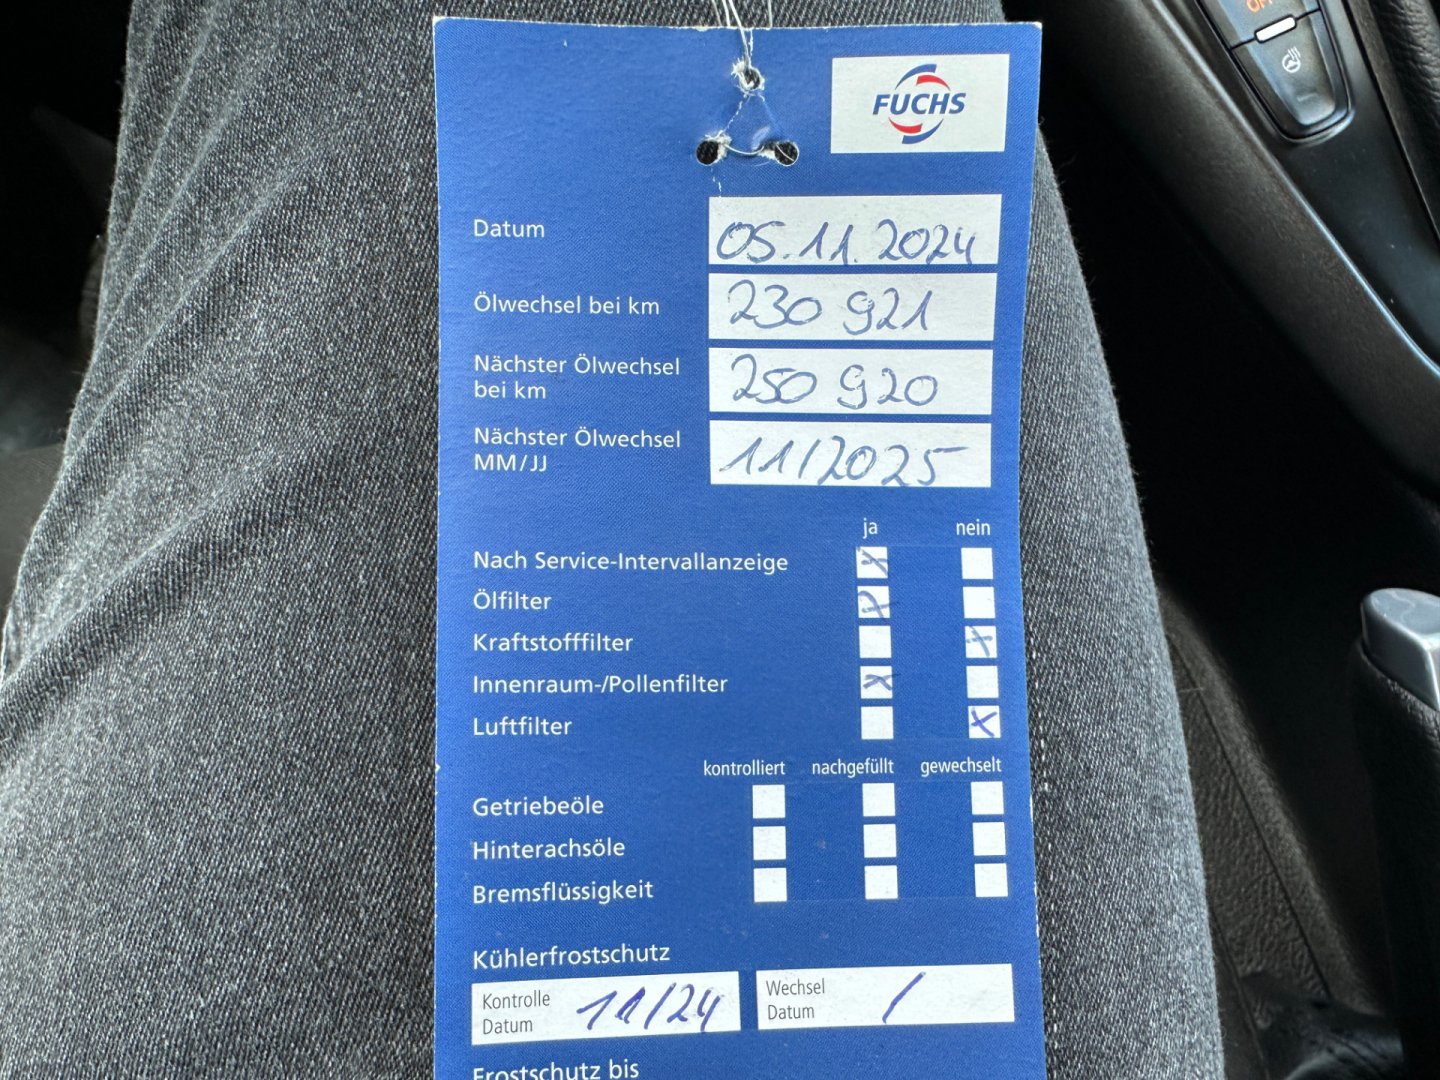 FUCHS
Datum 05.11.2024
Ölwechsel bei km 230 921
Nächster Ölwechsel
bei km 250 920
Nächster Ölwechsel
MM/JJ 11/2025
ja nein
Nach Service-Intervallanzeige x
Ölfilter x
Kraftstofffilter x
Innenraum-/Pollenfilter x
Luftfilter x
kontrolliert nachgefüllt gewechselt
Getriebeöle
Hinterachsöle
Bremsflüssigkeit
Kühlerfrostschutz
Kontrolle
Datum 11/24
Wechsel
Datum /
Frostschutz bis